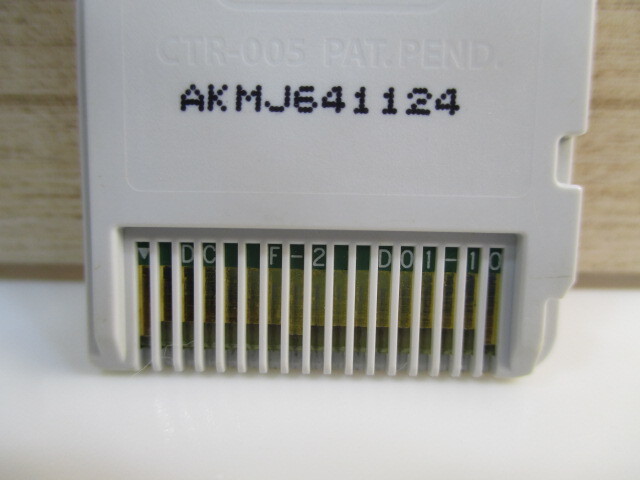 CTR-005 PAT. PEND.
AKMJ641124
DC F-2 D01-10